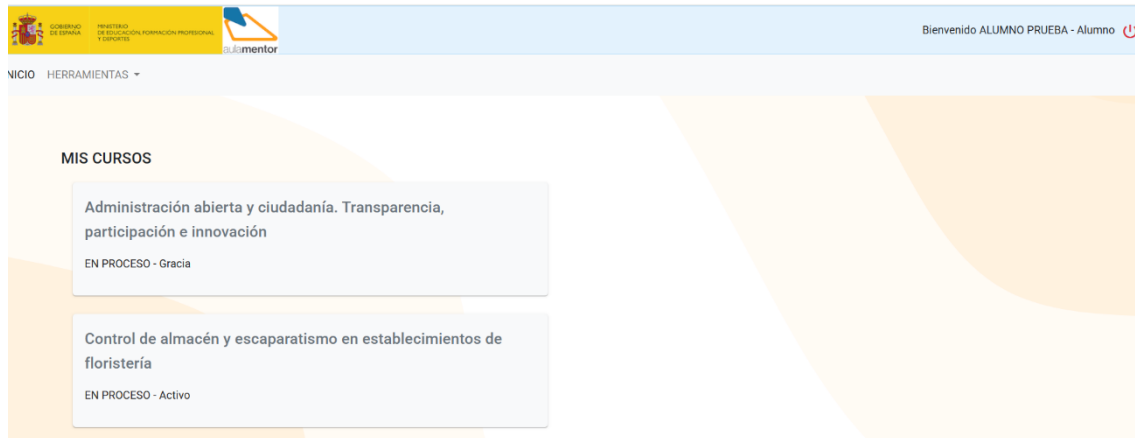 GOBIERNO
DE ESPAÑA
MINISTERIO
DE EDUCACIÓN, FORMACIÓN PROFESIONAL
Y DEPORTES
aulamentor
Bienvenido ALUMNO PRUEBA - Alumno
NICIO HERRAMIENTAS
MIS CURSOS
Administración abierta y ciudadanía. Transparencia,
participación e innovación
EN PROCESO - Gracia
Control de almacén y escaparatismo en establecimientos de
floristería
EN PROCESO - Activo